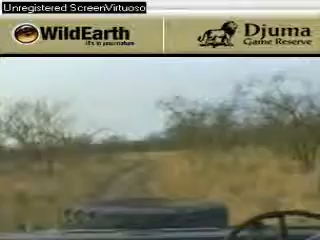 Unregistered ScreenVirtuoso
WildEarth
it's in your nature
Djuma
Game Reserve